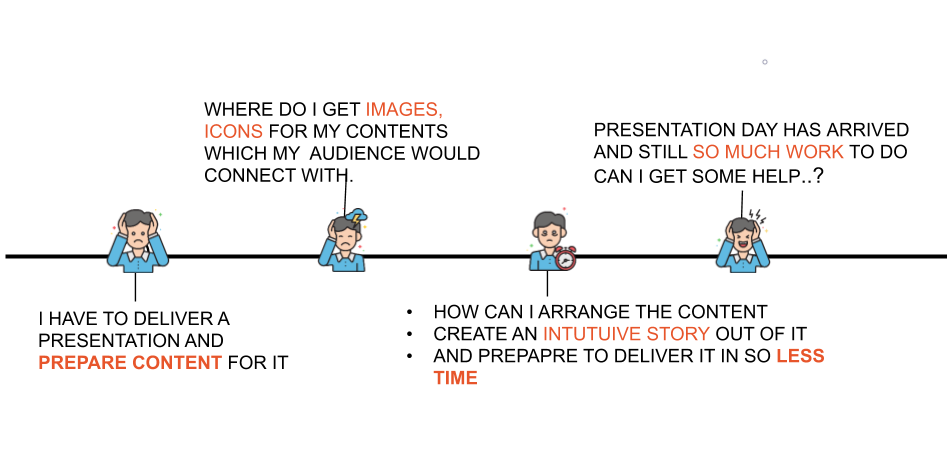 WHERE DO I GET IMAGES,
ICONS FOR MY CONTENTS
WHICH MY  AUDIENCE WOULD
CONNECT WITH.
PRESENTATION DAY HAS ARRIVED
AND STILL SO MUCH WORK TO DO
CAN I GET SOME HELP..?
I HAVE TO DELIVER A
PRESENTATION AND
PREPARE CONTENT FOR IT
• HOW CAN I ARRANGE THE CONTENT
• CREATE AN INTUTUIVE STORY OUT OF IT
• AND PREPAPRE TO DELIVER IT IN SO LESS
TIME